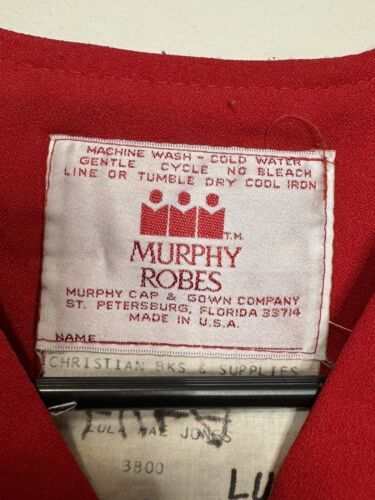 MACHINE WASH - COLD WATER
GENTLE CYCLE NO BLEACH
LINE OR TUMBLE DRY COOL IRON
T.M.
MURPHY
ROBES
MURPHY CAP & GOWN COMPANY
ST. PETERSBURG, FLORIDA 33714
MADE IN U.S.A.
NAME
CHRISTIAN BKS & SUPPLIES
LULA MAE JONES
3800